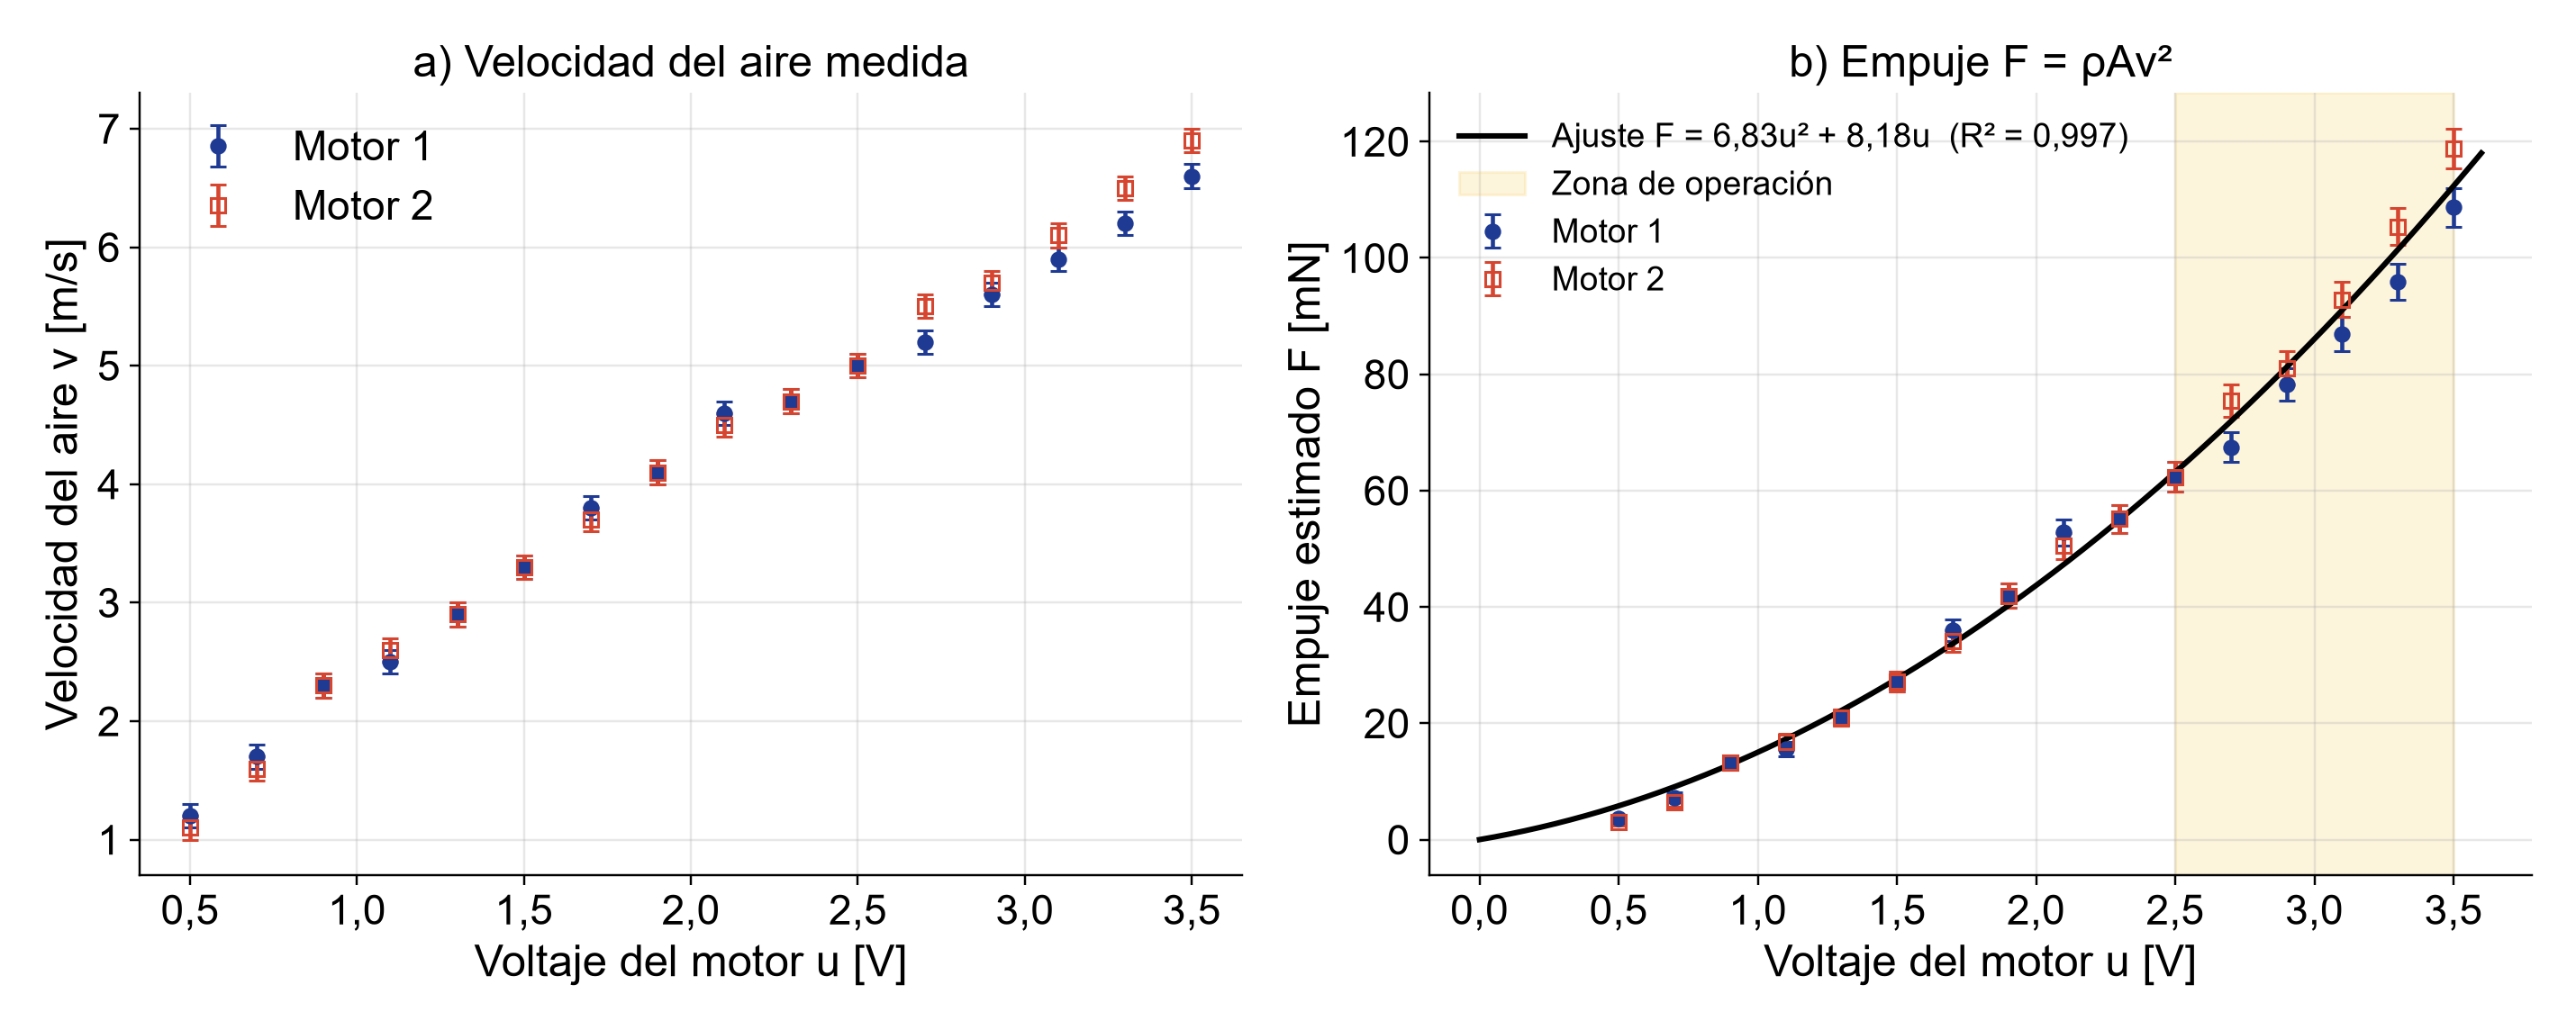 a) Velocidad del aire medida
Motor 1
Motor 2
Velocidad del aire v [m/s]
7
6
5
4
3
2
1
0,5 1,0 1,5 2,0 2,5 3,0 3,5
Voltaje del motor u [V]
b) Empuje F = ρAv²
Ajuste F = 6,83u² + 8,18u (R² = 0,997)
Zona de operación
Motor 1
Motor 2
Empuje estimado F [mN]
120
100
80
60
40
20
0
0,0 0,5 1,0 1,5 2,0 2,5 3,0 3,5
Voltaje del motor u [V]